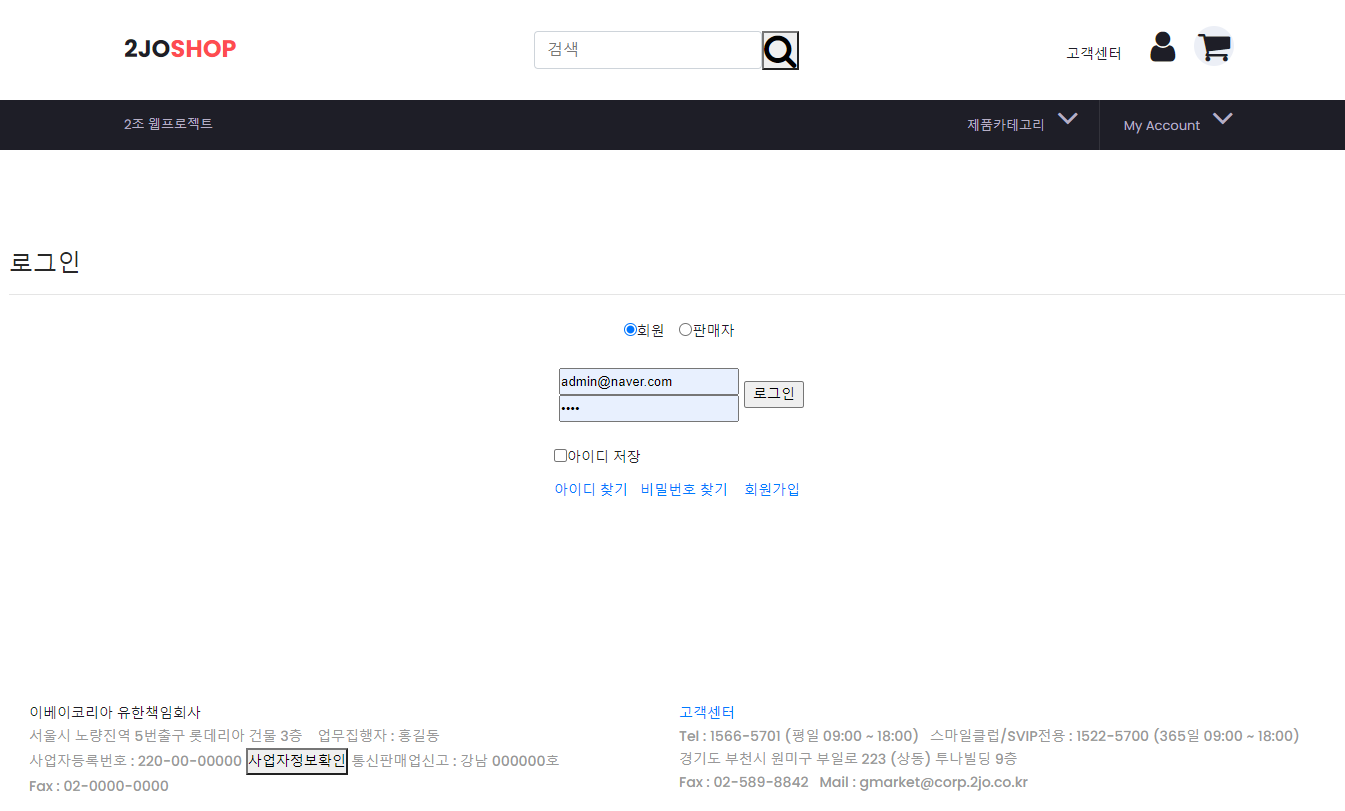 2JOSHOP
검색
고객센터
2조 웹프로젝트
제품카테고리
My Account
로그인
회원 판매자
admin@naver.com
••••
로그인
아이디 저장
아이디 찾기 비밀번호 찾기 회원가입
이베이코리아 유한책임회사
서울시 노량진역 5번출구 롯데리아 건물 3층 업무집행자 : 홍길동
사업자등록번호 : 220-00-00000 사업자정보확인 통신판매업신고 : 강남 000000호
Fax : 02-0000-0000
고객센터
Tel : 1566-5701 (평일 09:00 ~ 18:00) 스마일클럽/SVIP전용 : 1522-5700 (365일 09:00 ~ 18:00)
경기도 부천시 원미구 부일로 223 (상동) 투나빌딩 9층
Fax : 02-589-8842 Mail : gmarket@corp.2jo.co.kr